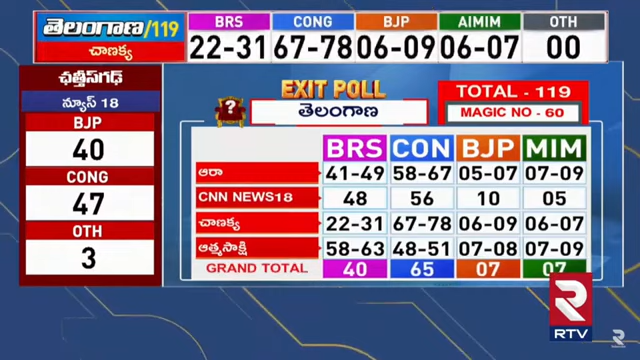 తెలంగాణ/119
చాణక్య
BRS CONG BJP AIMIM OTH
22-31 67-78 06-09 06-07 00
ఛత్తీస్‌గఢ్
న్యూస్ 18
BJP
40
CONG
47
OTH
3
EXIT POLL
?
తెలంగాణ
TOTAL - 119
MAGIC NO - 60
BRS CON BJP MIM
ఆరా 41-49 58-67 05-07 07-09
CNN NEWS18 48 56 10 05
చాణక్య 22-31 67-78 06-09 06-07
ఆత్మసాక్షి 58-63 48-51 07-08 07-09
GRAND TOTAL 40 65 07 07
R
RTV